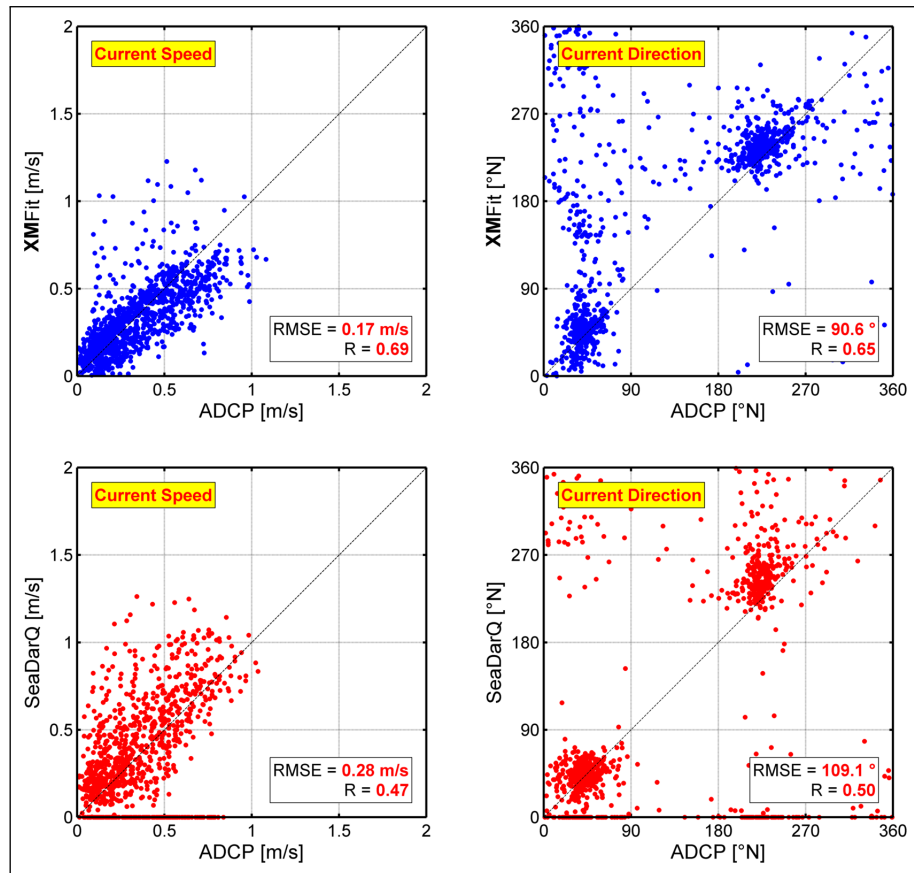 Current Speed
2
1.5
1
0.5
0
XMFit [m/s]
0 0.5 1 1.5 2
ADCP [m/s]
RMSE = 0.17 m/s
R = 0.69
Current Direction
360
270
180
90
0
XMFit [°N]
0 90 180 270 360
ADCP [°N]
RMSE = 90.6 °
R = 0.65
Current Speed
2
1.5
1
0.5
0
SeaDarQ [m/s]
0 0.5 1 1.5 2
ADCP [m/s]
RMSE = 0.28 m/s
R = 0.47
Current Direction
360
270
180
90
0
SeaDarQ [°N]
0 90 180 270 360
ADCP [°N]
RMSE = 109.1 °
R = 0.50